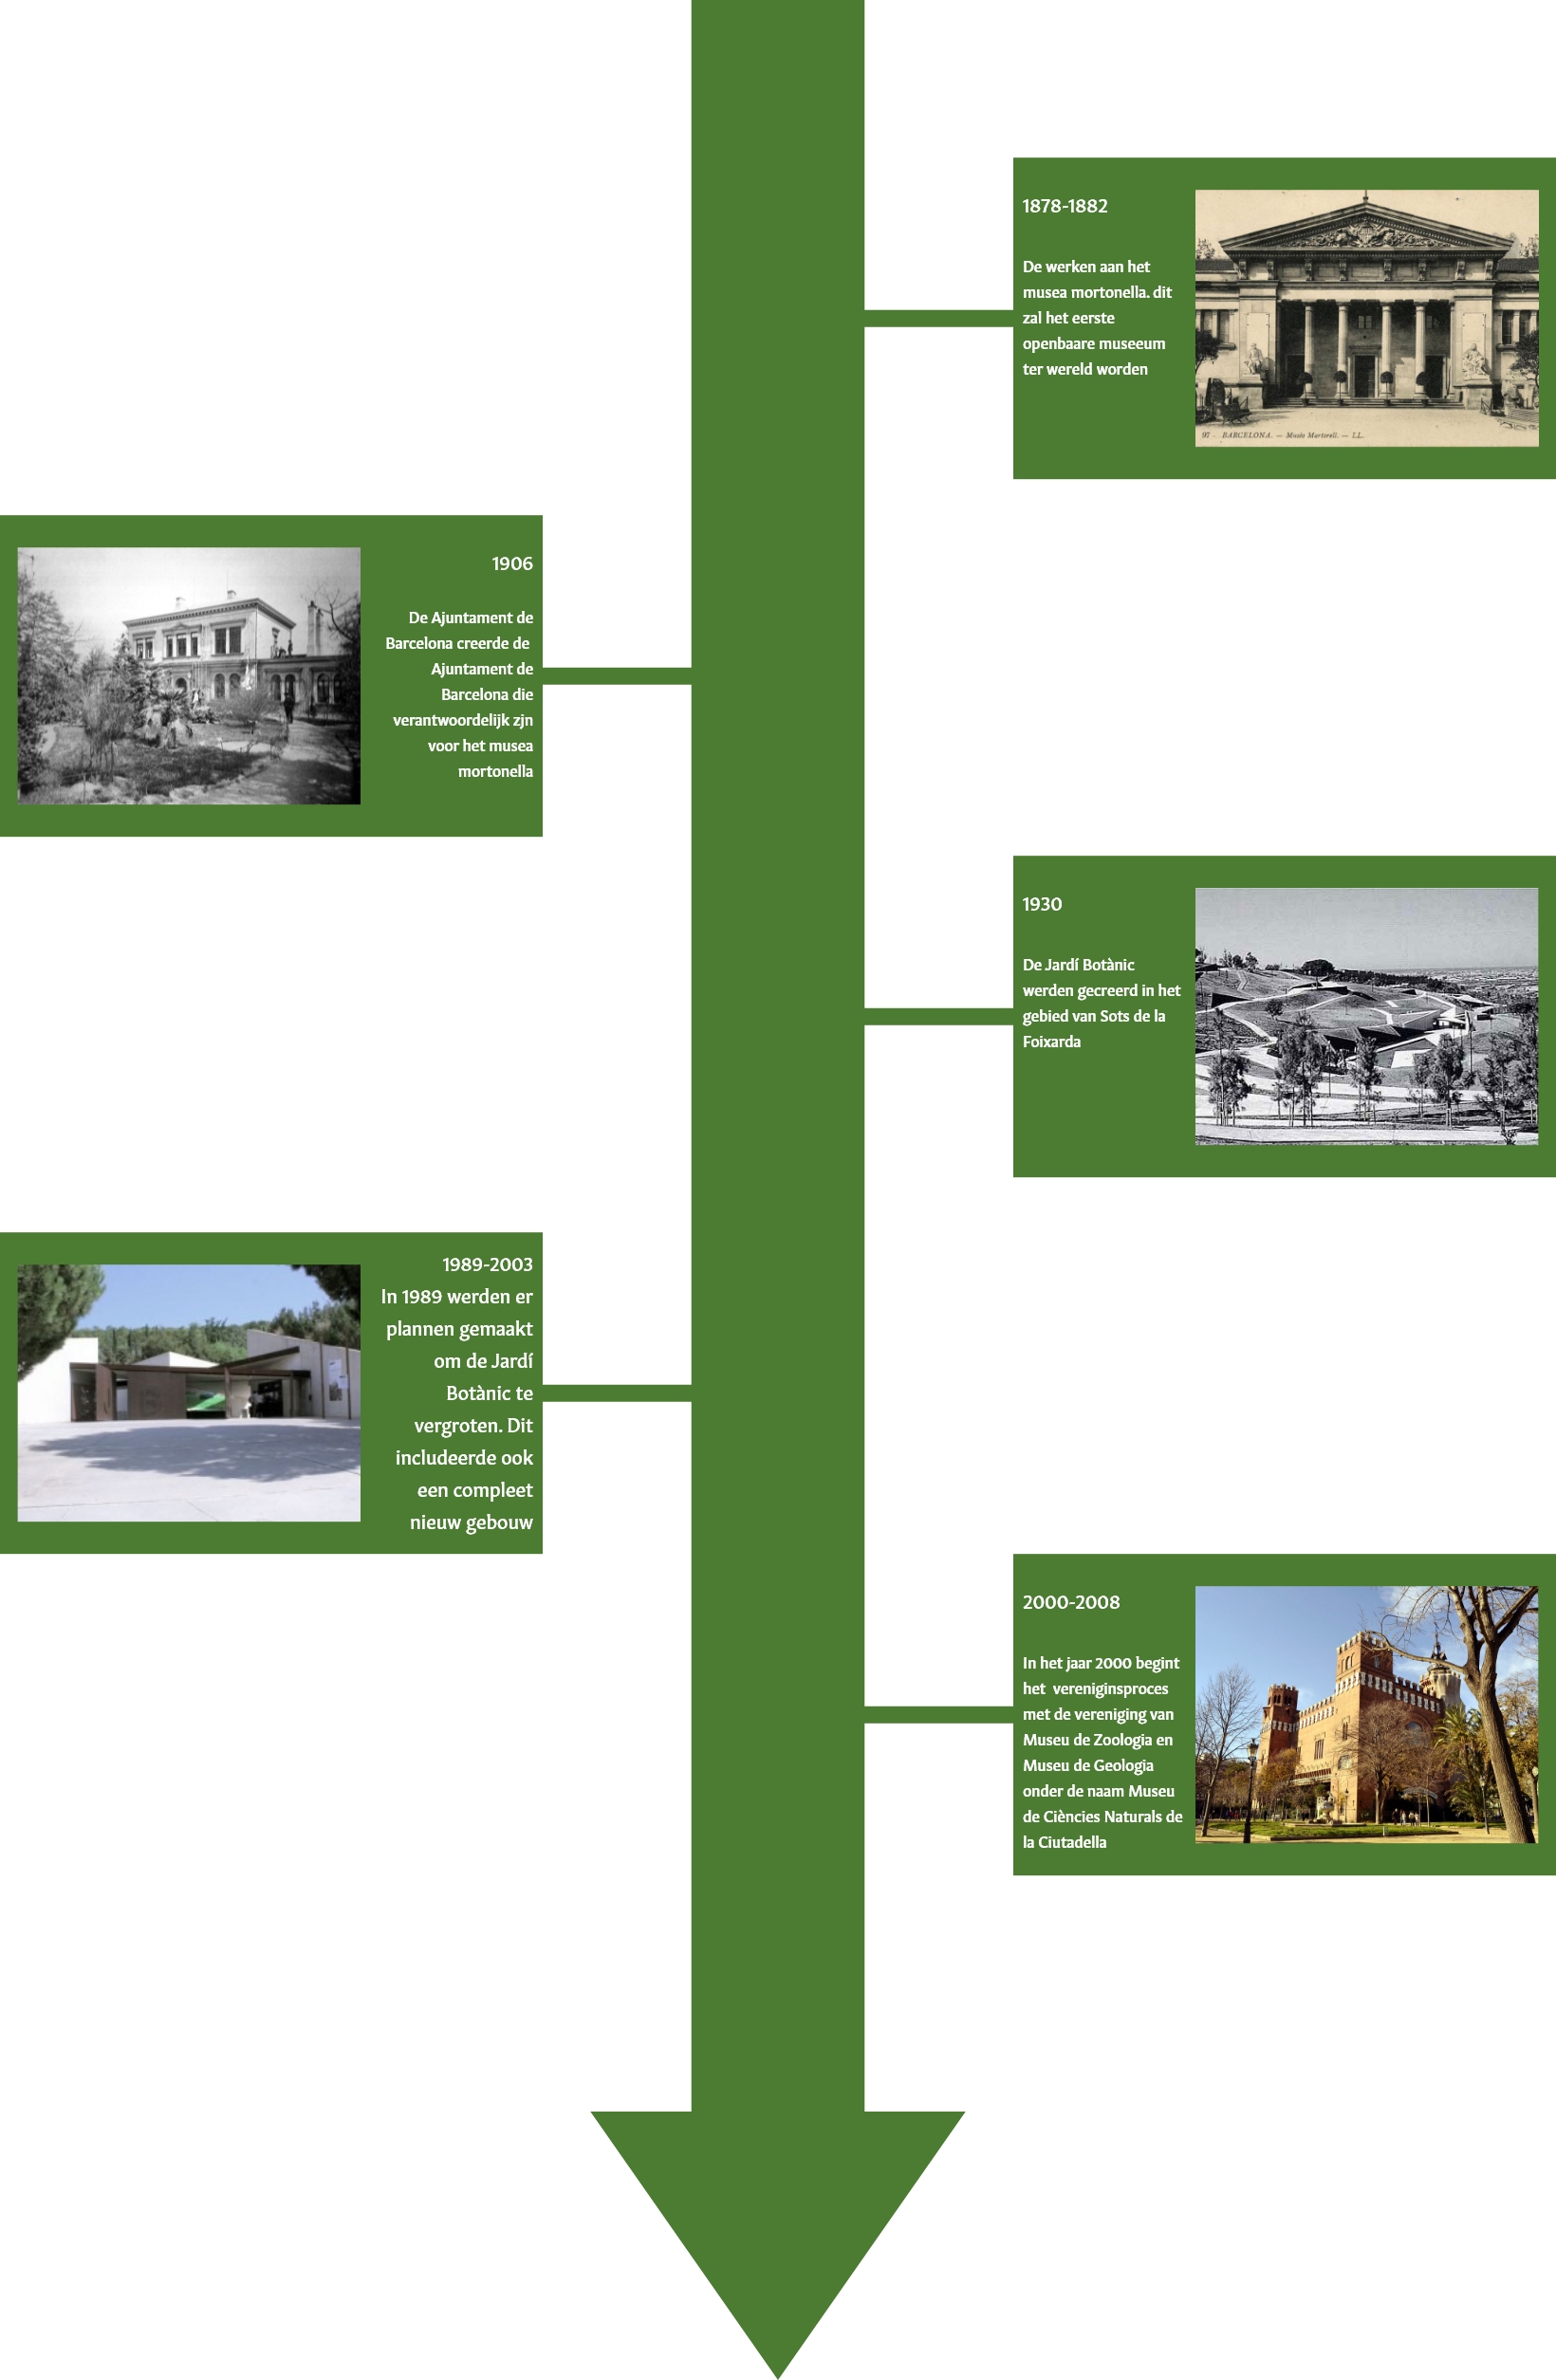 1878-1882
De werken aan het
musea mortonella. dit
zal het eerste
openbaare museeum
ter wereld worden
97 - BARCELONA. — Museo Martorell. — LL.
1906
De Ajuntament de
Barcelona creerde de
Ajuntament de
Barcelona die
verantwoordelijk zjn
voor het musea
mortonella
1930
De Jardí Botànic
werden gecreerd in het
gebied van Sots de la
Foixarda
1989-2003
In 1989 werden er
plannen gemaakt
om de Jardí
Botànic te
vergroten. Dit
includeerde ook
een compleet
nieuw gebouw
2000-2008
In het jaar 2000 begint
het vereniginsproces
met de vereniging van
Museu de Zoologia en
Museu de Geologia
onder de naam Museu
de Ciències Naturals de
la Ciutadella